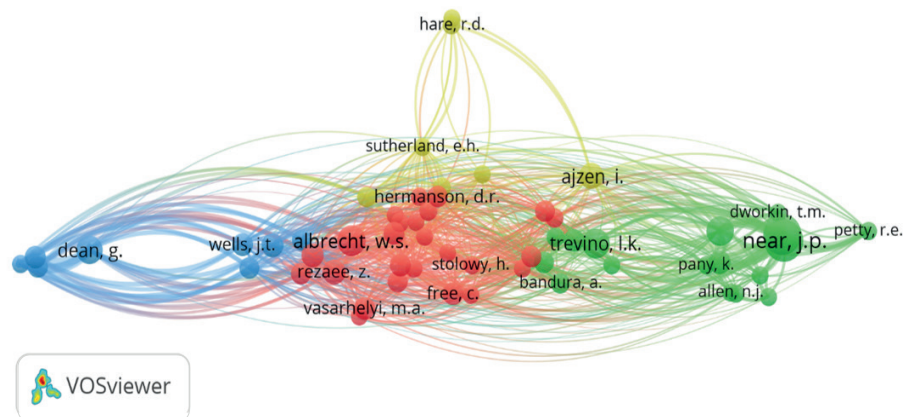 hare, r.d.
sutherland, e.h.
ajzen, i.
hermanson, d.r.
dworkin, t.m.
petty, r.e.
dean, g.
wells, j.t.
albrecht, w.s.
trevino, l.k.
near, j.p.
rezaee, z.
stolowy, h.
pany, k.
bandura, a.
free, c.
allen, n.j.
vasarhelyi, m.a.
VOSviewer